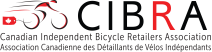 CIBRA
Canadian Independent Bicycle Retailers Association
Association Canadienne des Détaillants de Vélos Indépendants